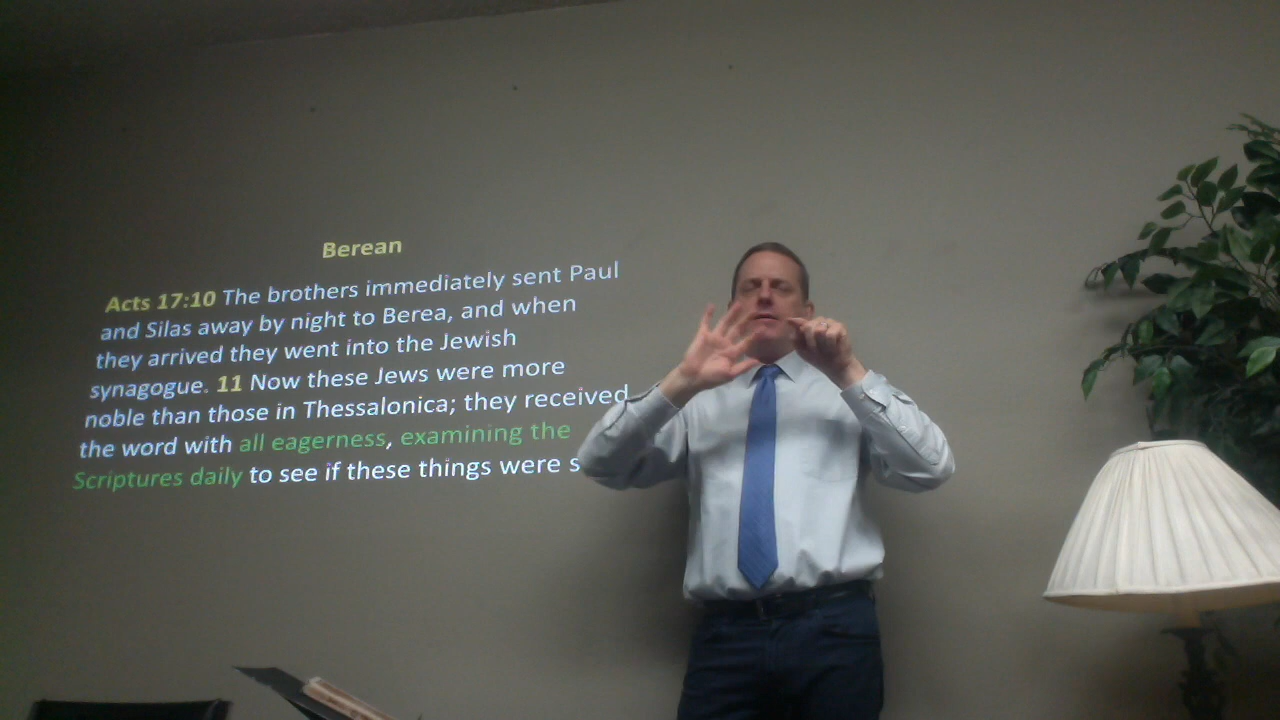 Berean
Acts 17:10 The brothers immediately sent Paul
and Silas away by night to Berea, and when
they arrived they went into the Jewish
synagogue. 11 Now these Jews were more
noble than those in Thessalonica; they received
the word with all eagerness, examining the
Scriptures daily to see if these things were s